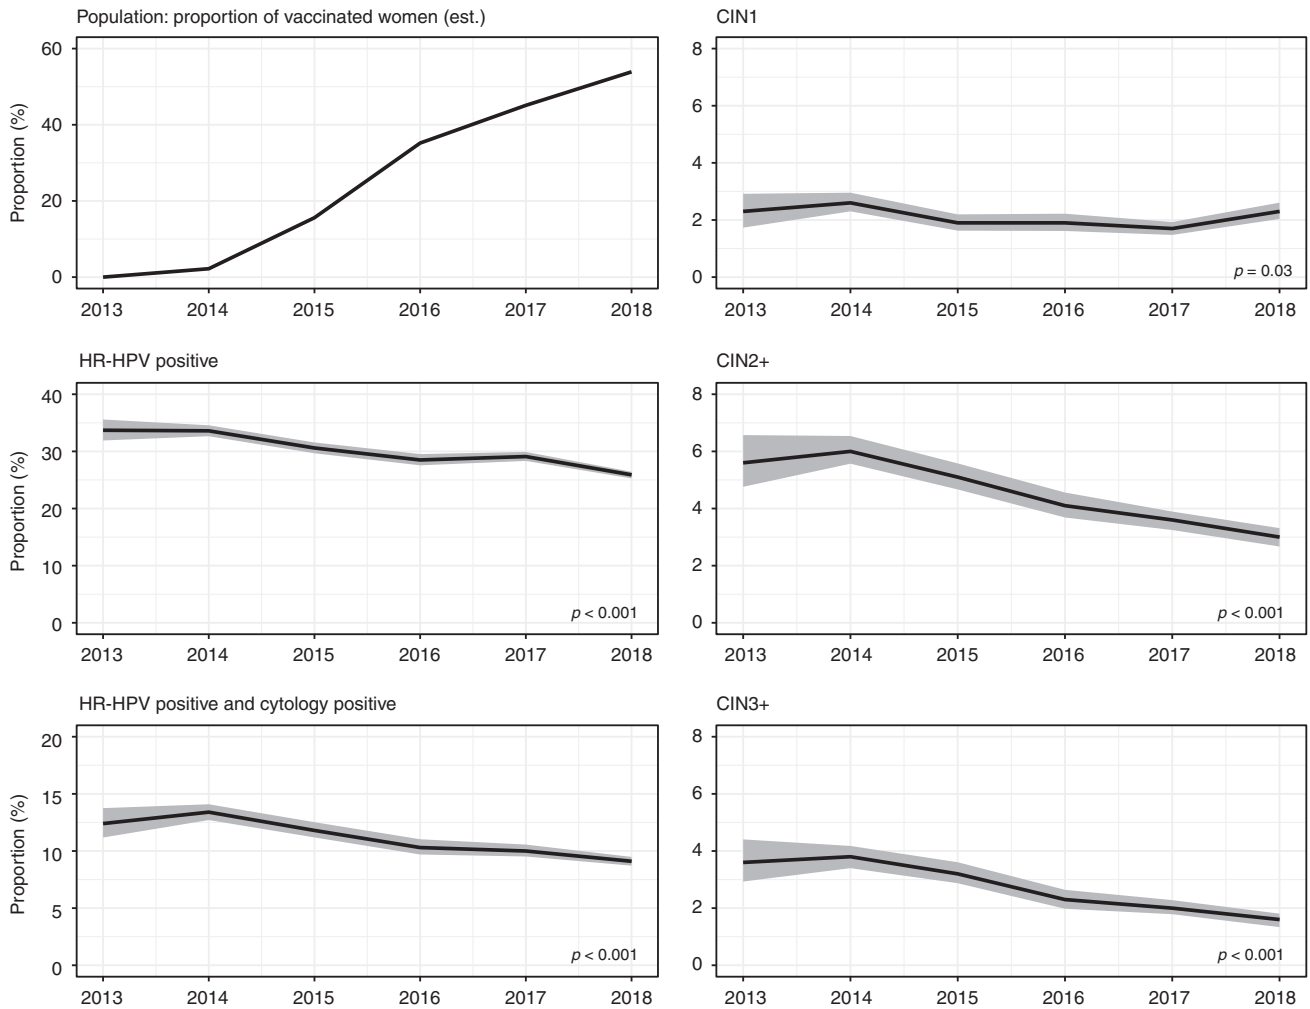 Population: proportion of vaccinated women (est.)
Proportion (%)
60
40
20
0
2013 2014 2015 2016 2017 2018
CIN1
8
6
4
2
0
p = 0.03
2013 2014 2015 2016 2017 2018
HR-HPV positive
Proportion (%)
40
30
20
10
0
p < 0.001
2013 2014 2015 2016 2017 2018
CIN2+
8
6
4
2
0
p < 0.001
2013 2014 2015 2016 2017 2018
HR-HPV positive and cytology positive
Proportion (%)
20
15
10
5
0
p < 0.001
2013 2014 2015 2016 2017 2018
CIN3+
8
6
4
2
0
p < 0.001
2013 2014 2015 2016 2017 2018